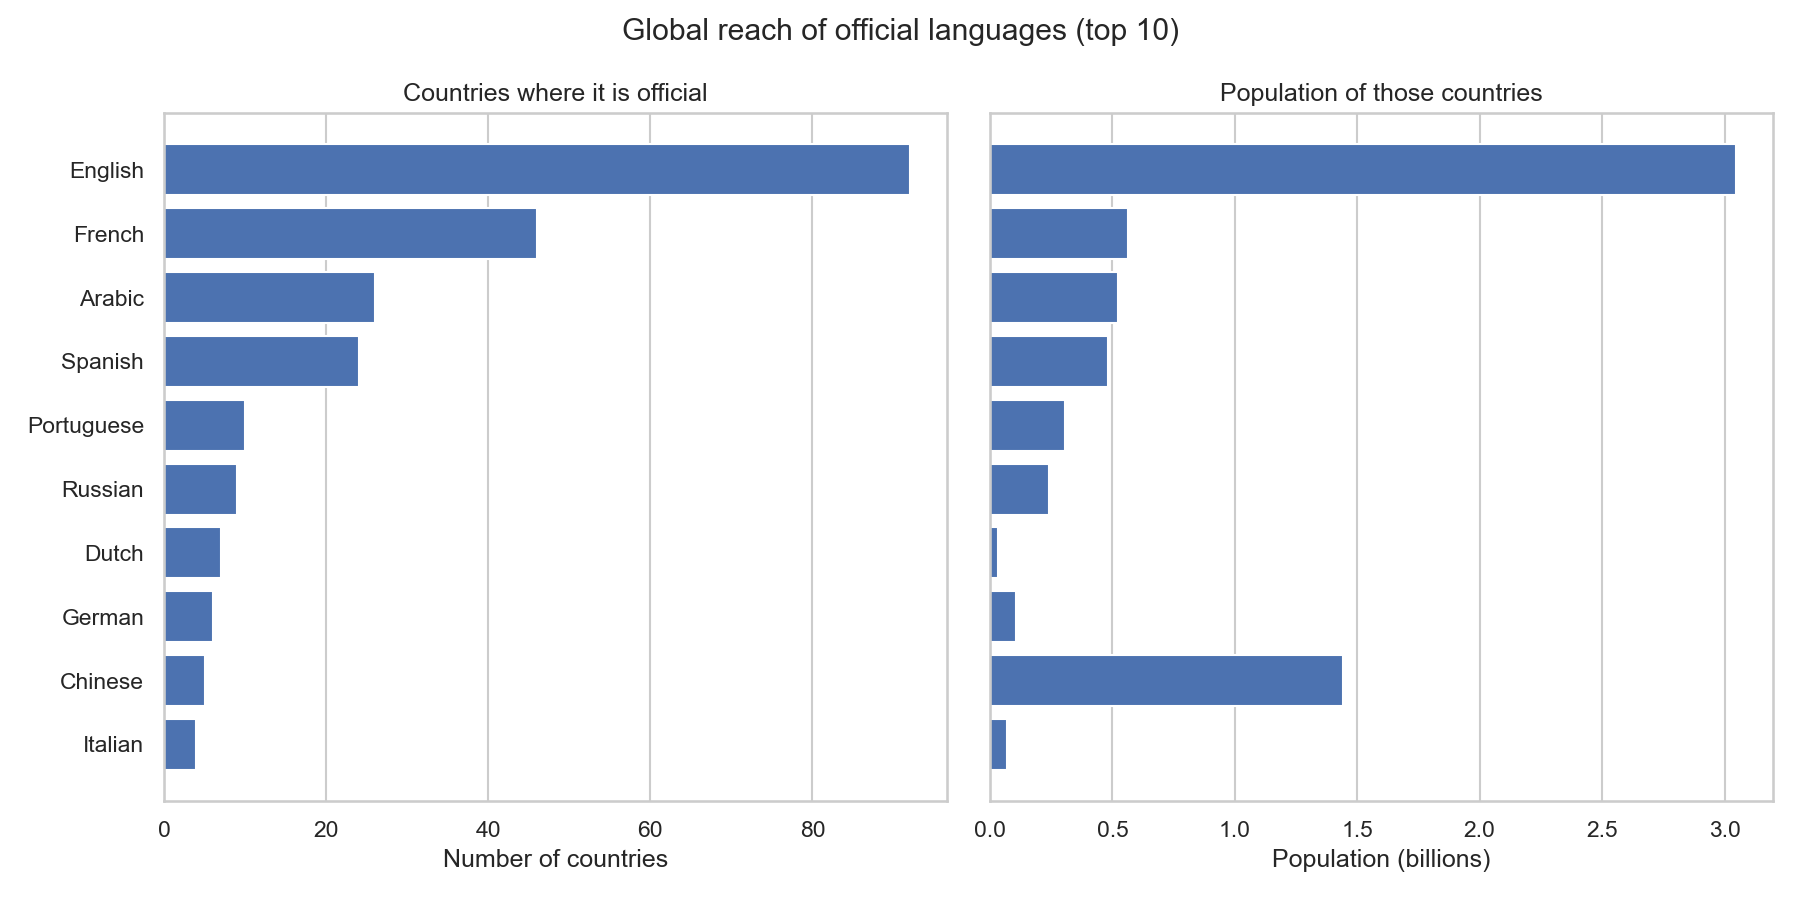 Global reach of official languages (top 10)
Countries where it is official
Population of those countries
English
French
Arabic
Spanish
Portuguese
Russian
Dutch
German
Chinese
Italian
0 20 40 60 80
0.0 0.5 1.0 1.5 2.0 2.5 3.0
Number of countries
Population (billions)